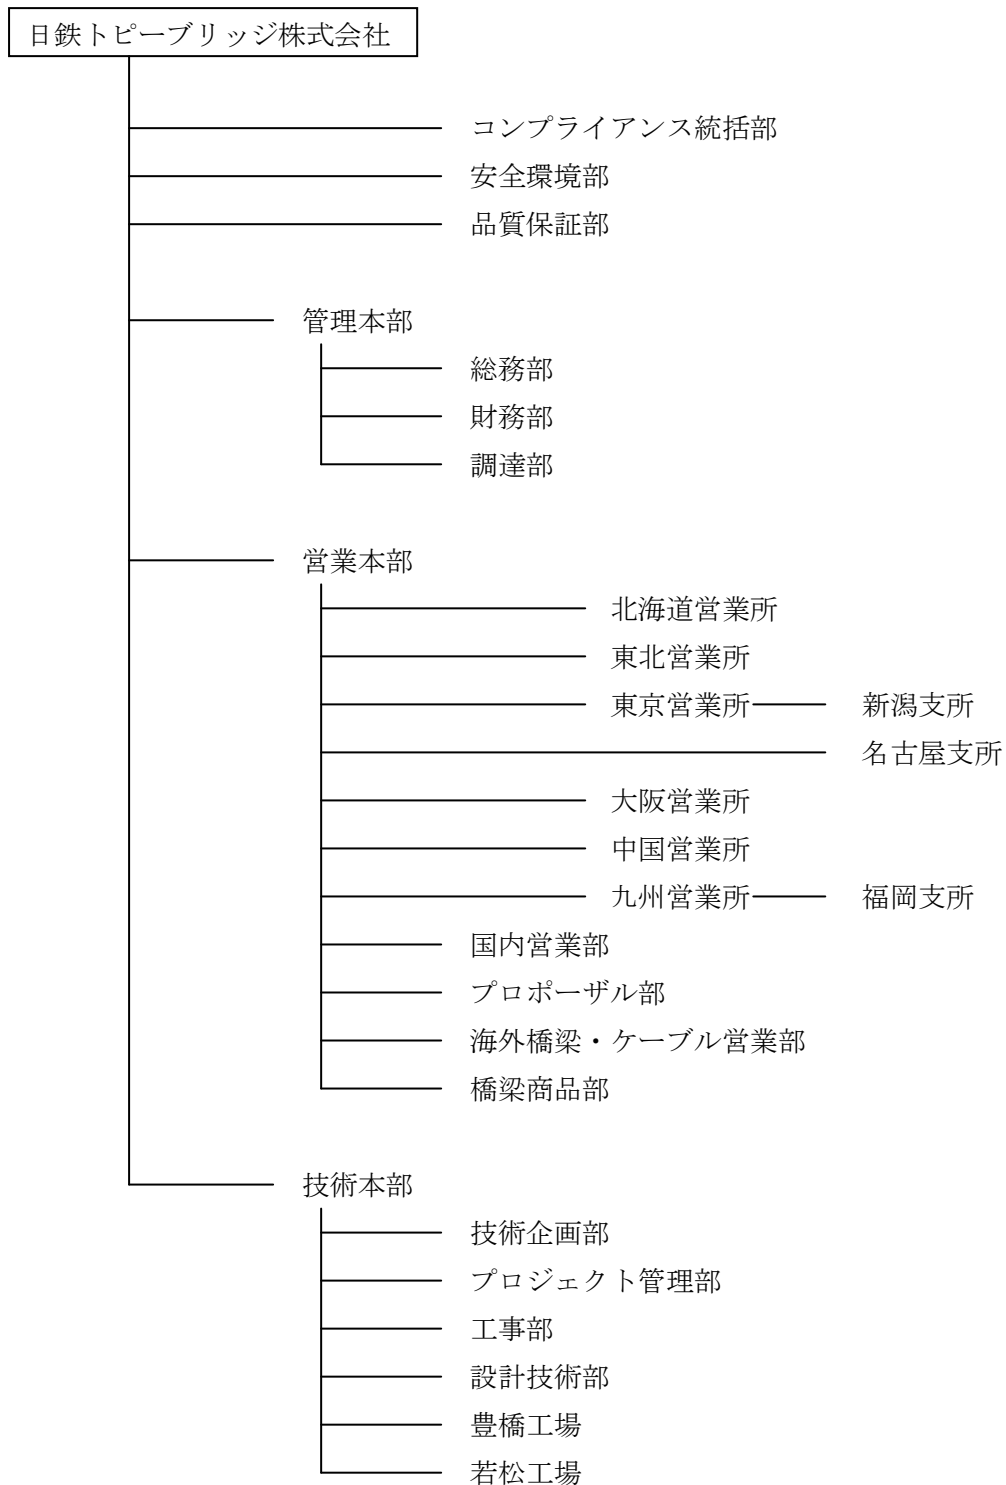 日鉄トピーブリッジ株式会社
コンプライアンス統括部
安全環境部
品質保証部
管理本部
総務部
財務部
調達部
営業本部
北海道営業所
東北営業所
東京営業所 新潟支所
名古屋支所
大阪営業所
中国営業所
九州営業所 福岡支所
国内営業部
プロポーザル部
海外橋梁・ケーブル営業部
橋梁商品部
技術本部
技術企画部
プロジェクト管理部
工事部
設計技術部
豊橋工場
若松工場